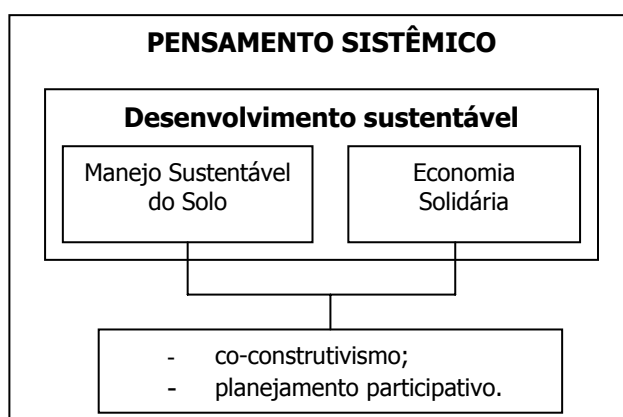 PENSAMENTO SISTÊMICO
Desenvolvimento sustentável
Manejo Sustentável
do Solo
Economia
Solidária
- co-construtivismo;
- planejamento participativo.